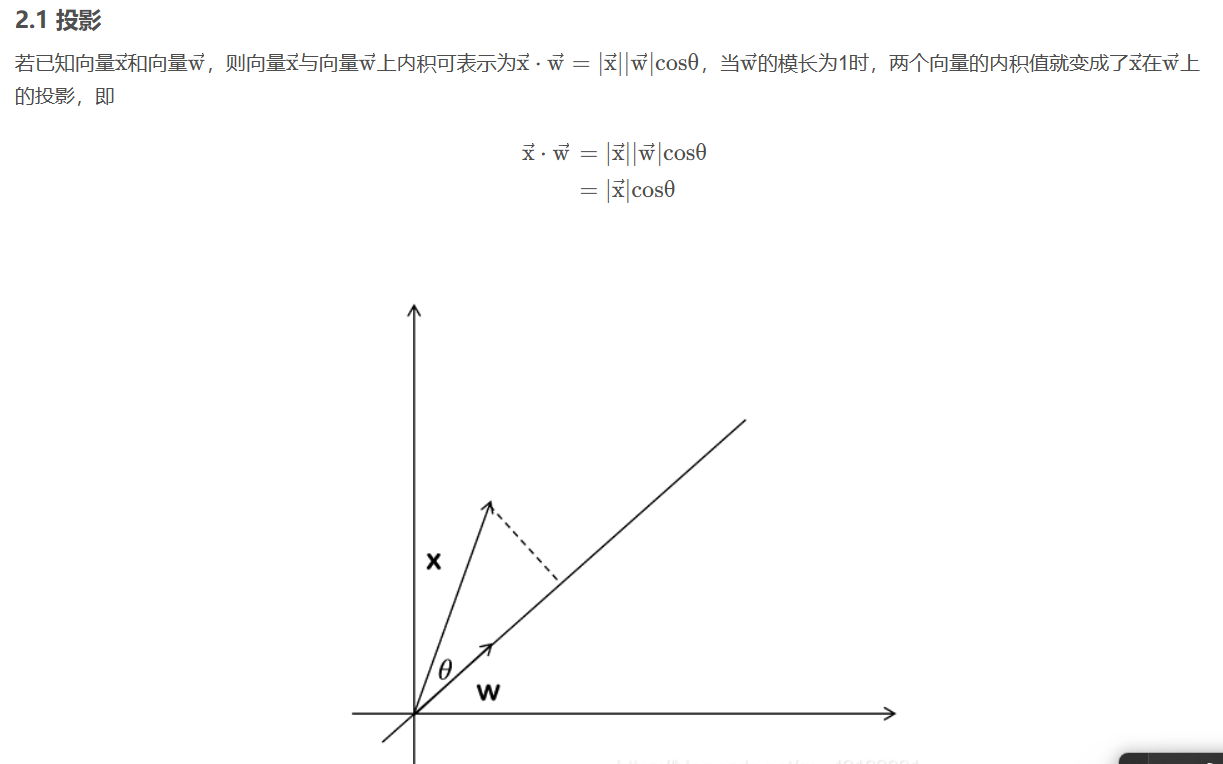 2.1 投影
若已知向量x⃗和向量w⃗，则向量x⃗与向量w⃗上内积可表示为x⃗ · w⃗ = |x⃗||w⃗|cosθ，当w⃗的模长为1时，两个向量的内积值就变成了x⃗在w⃗上
的投影，即
x⃗ · w⃗ = |x⃗||w⃗|cosθ
= |x⃗|cosθ
x
θ
w